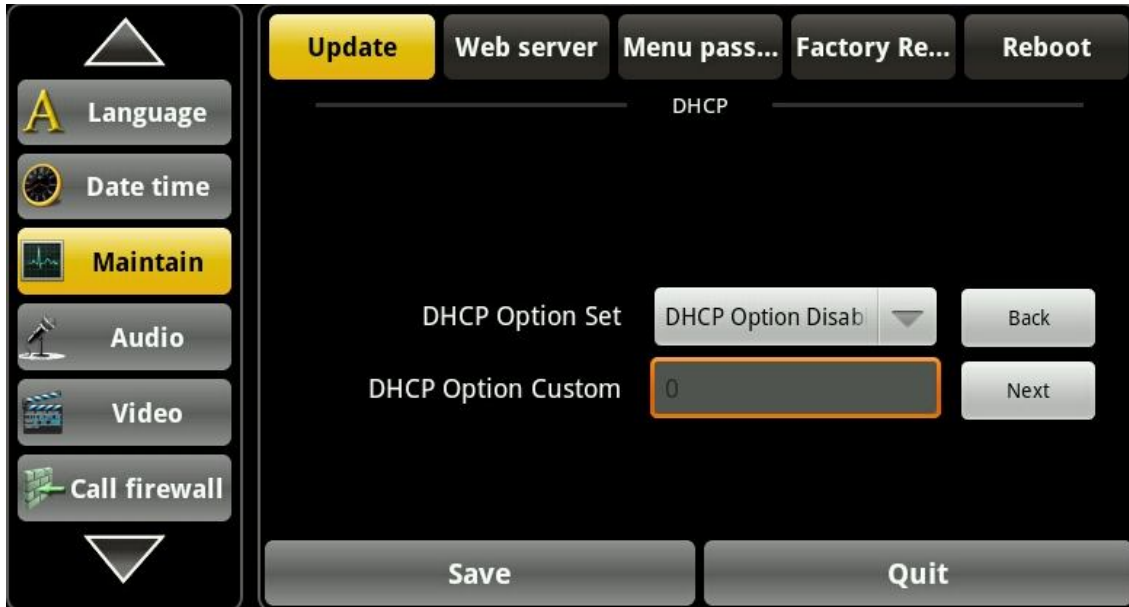 Update Web server Menu pass... Factory Re... Reboot
DHCP
Language
Date time
Maintain
Audio
Video
Call firewall
DHCP Option Set DHCP Option Disab Back
DHCP Option Custom 0 Next
Save Quit